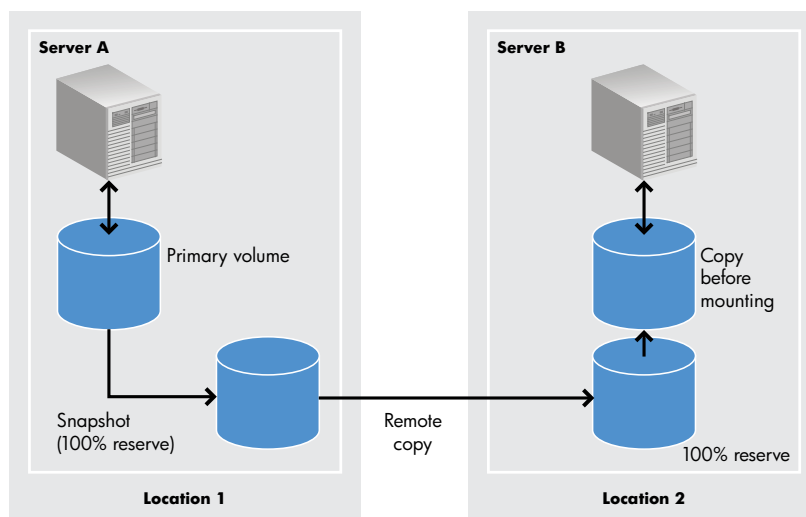 Server A
Primary volume
Snapshot
(100% reserve)
Location 1
Remote
copy
Server B
Copy
before
mounting
100% reserve
Location 2